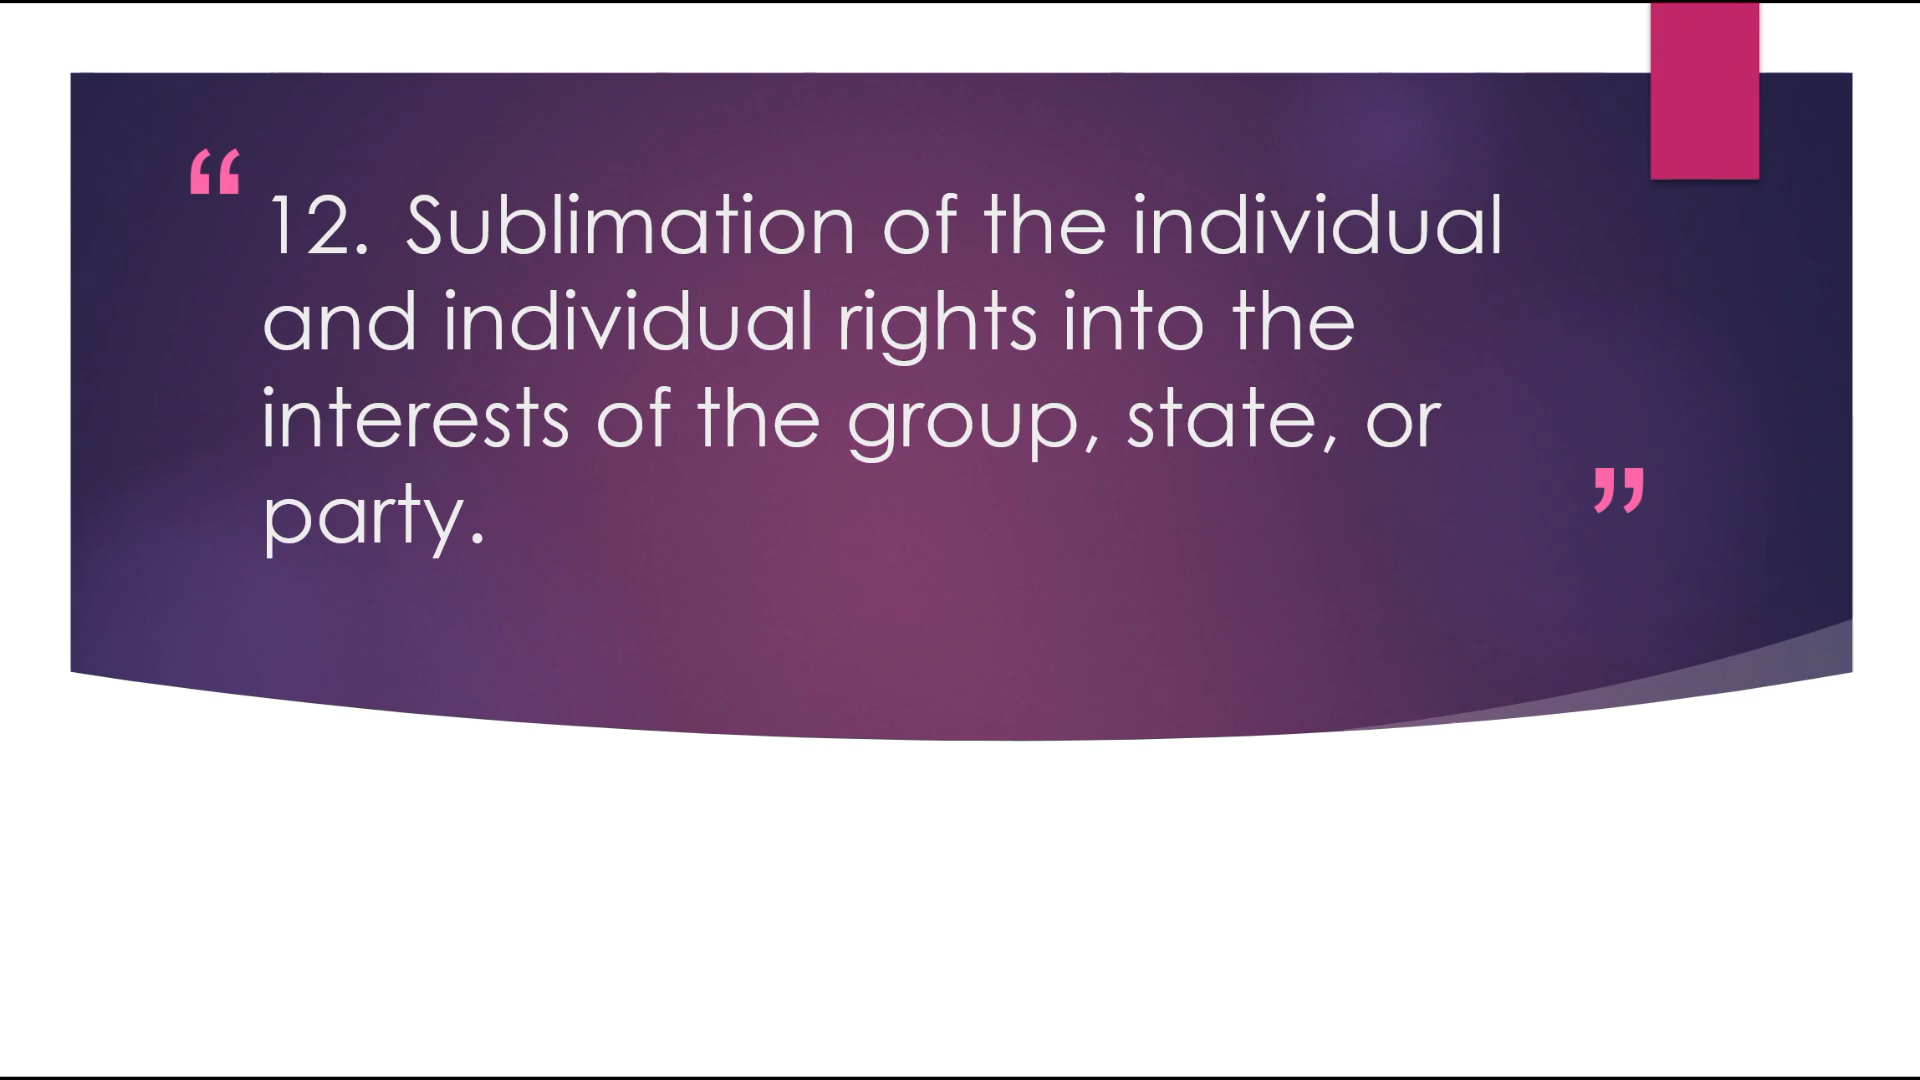 “ 12. Sublimation of the individual
and individual rights into the
interests of the group, state, or
party. ”